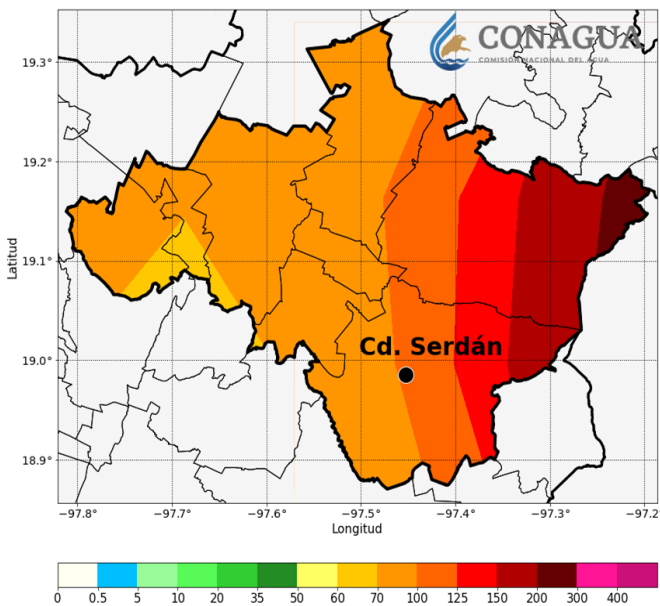 CONAGUA
COMISIÓN NACIONAL DEL AGUA
19.3°
19.2°
19.1°
19.0°
18.9°
Latitud
Cd. Serdán
−97.8 −97.7 −97.6 −97.5 −97.4 −97.3 −97.2
Longitud
0 0.5 5 10 20 35 50 60 70 100 125 150 200 300 400